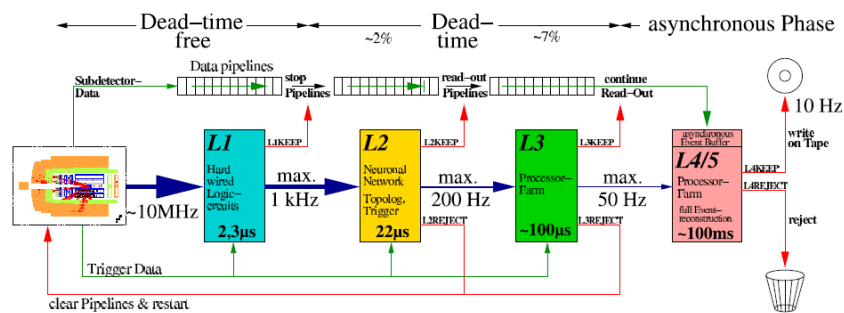 Dead-time
free
~2%
Dead-
time
~7%
asynchronous Phase
Subdetector-
Data
Data pipelines
stop
Pipelines
read-out
Pipelines
continue
Read-Out
10 Hz
write
on Tape
L1
Hard
wired
Logic-
circuits
2,3µs
L1KEEP
L2
Neuronal
Network
Topolog.
Trigger
22µs
L2KEEP
L2REJECT
L3
Processor-
Farm
~100µs
L3KEEP
L3REJECT
asynchronous
Event Buffer
L4/5
Processor-
Farm
full Event-
reconstruction
~100ms
L4KEEP
L4REJECT
reject
~10MHz
max.
1 kHz
max.
200 Hz
max.
50 Hz
Trigger Data
clear Pipelines & restart